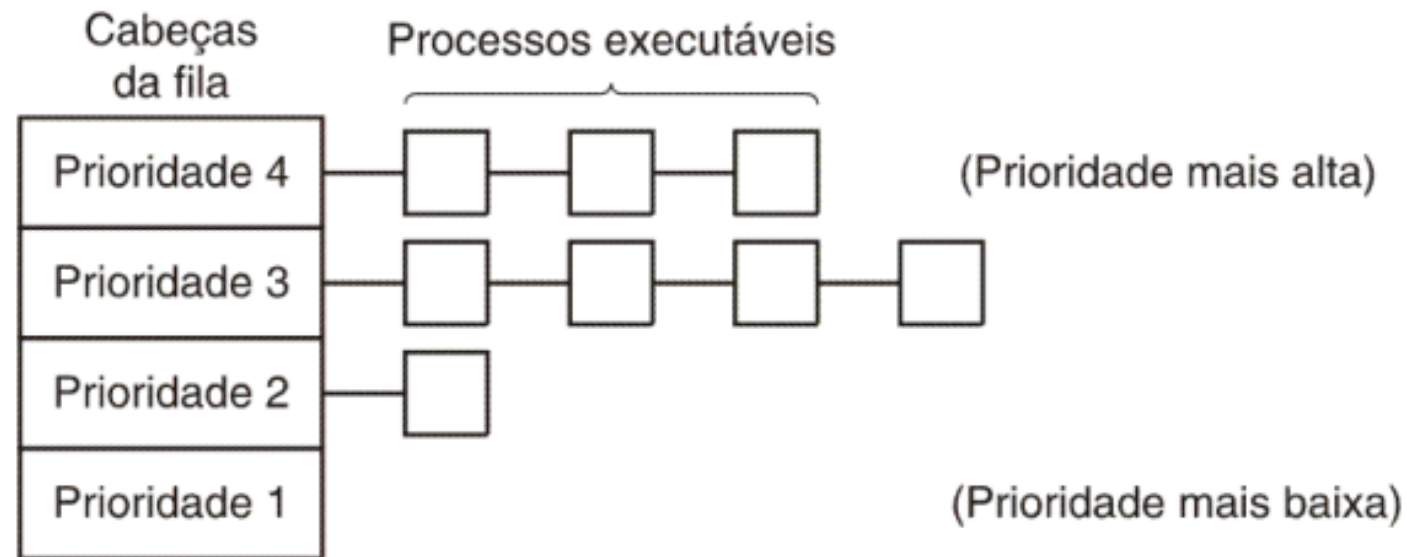 Cabeças
da fila
Processos executáveis
Prioridade 4
(Prioridade mais alta)
Prioridade 3
Prioridade 2
Prioridade 1
(Prioridade mais baixa)